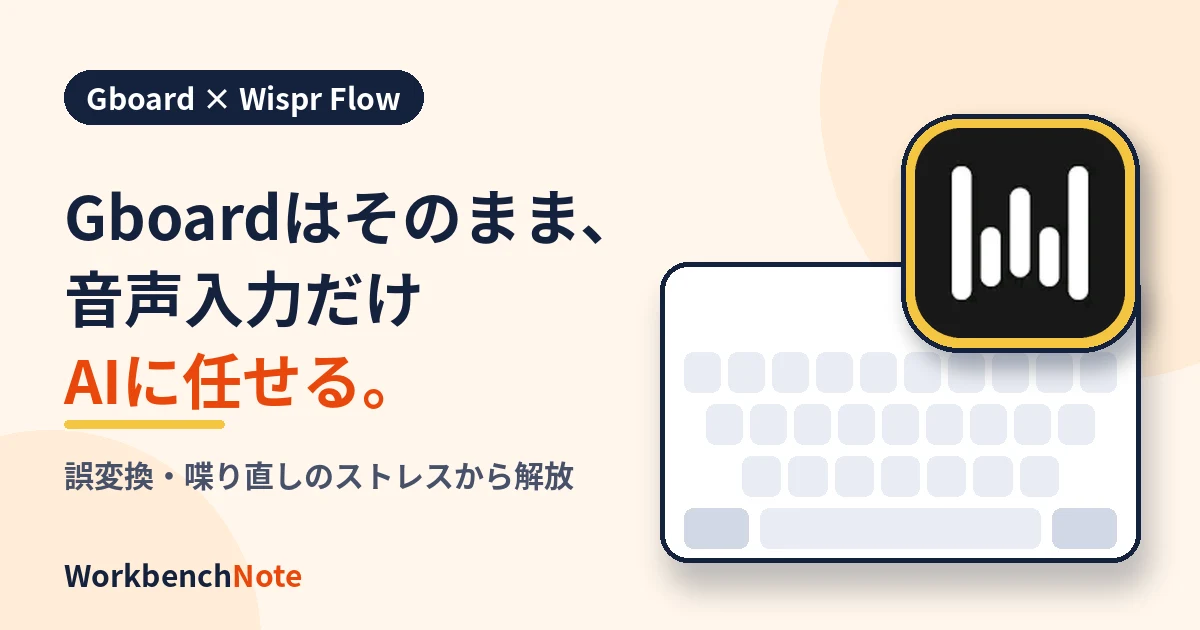 Gboard × Wispr Flow
Gboardはそのまま、
音声入力だけ
AIに任せる。
誤変換・喋り直しのストレスから解放
WorkbenchNote